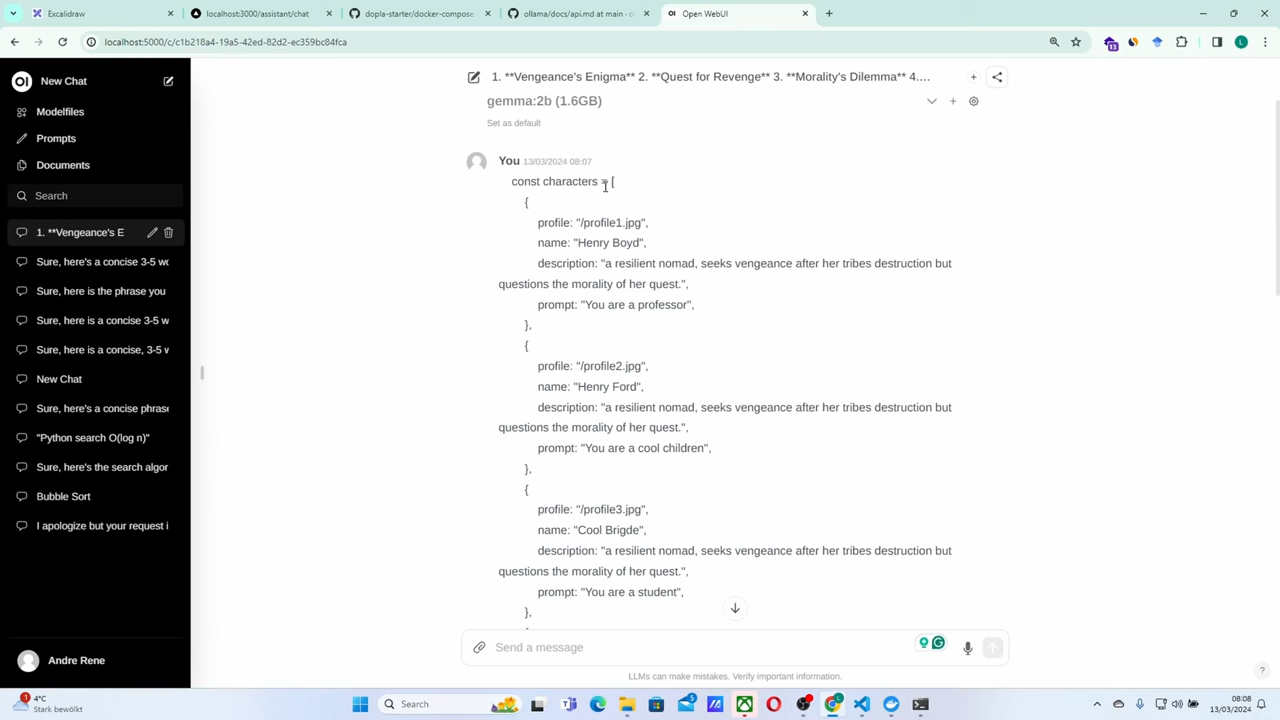 Excalidraw
localhost:3000/assistant/chat
dopla-starter/docker-compose
ollama/docs/api.md at main · o
OI Open WebUI
localhost:5000/c/c1b218a4-19a5-42ed-82d2-ec359bc84fca
13
L
OI New Chat
Modelfiles
Prompts
Documents
Search
1. **Vengeance's E
Sure, here's a concise 3-5 wo
Sure, here is the phrase you
Sure, here is a concise 3-5 w
Sure, here is a concise, 3-5 w
New Chat
Sure, here's a concise phrase
"Python search O(log n)"
Sure, here's the search algor
Bubble Sort
I apologize but your request i
Andre Rene
1. **Vengeance's Enigma** 2. **Quest for Revenge** 3. **Morality's Dilemma** 4....
gemma:2b (1.6GB)
Set as default
You 13/03/2024 08:07
const characters = [
{
profile: "/profile1.jpg",
name: "Henry Boyd",
description: "a resilient nomad, seeks vengeance after her tribes destruction but
questions the morality of her quest.",
prompt: "You are a professor",
},
{
profile: "/profile2.jpg",
name: "Henry Ford",
description: "a resilient nomad, seeks vengeance after her tribes destruction but
questions the morality of her quest.",
prompt: "You are a cool children",
},
{
profile: "/profile3.jpg",
name: "Cool Brigde",
description: "a resilient nomad, seeks vengeance after her tribes destruction but
questions the morality of her quest.",
prompt: "You are a student",
},
Send a message
LLMs can make mistakes. Verify important information.
?
1
4°C
Stark bewölkt
Search
08:08
13/03/2024